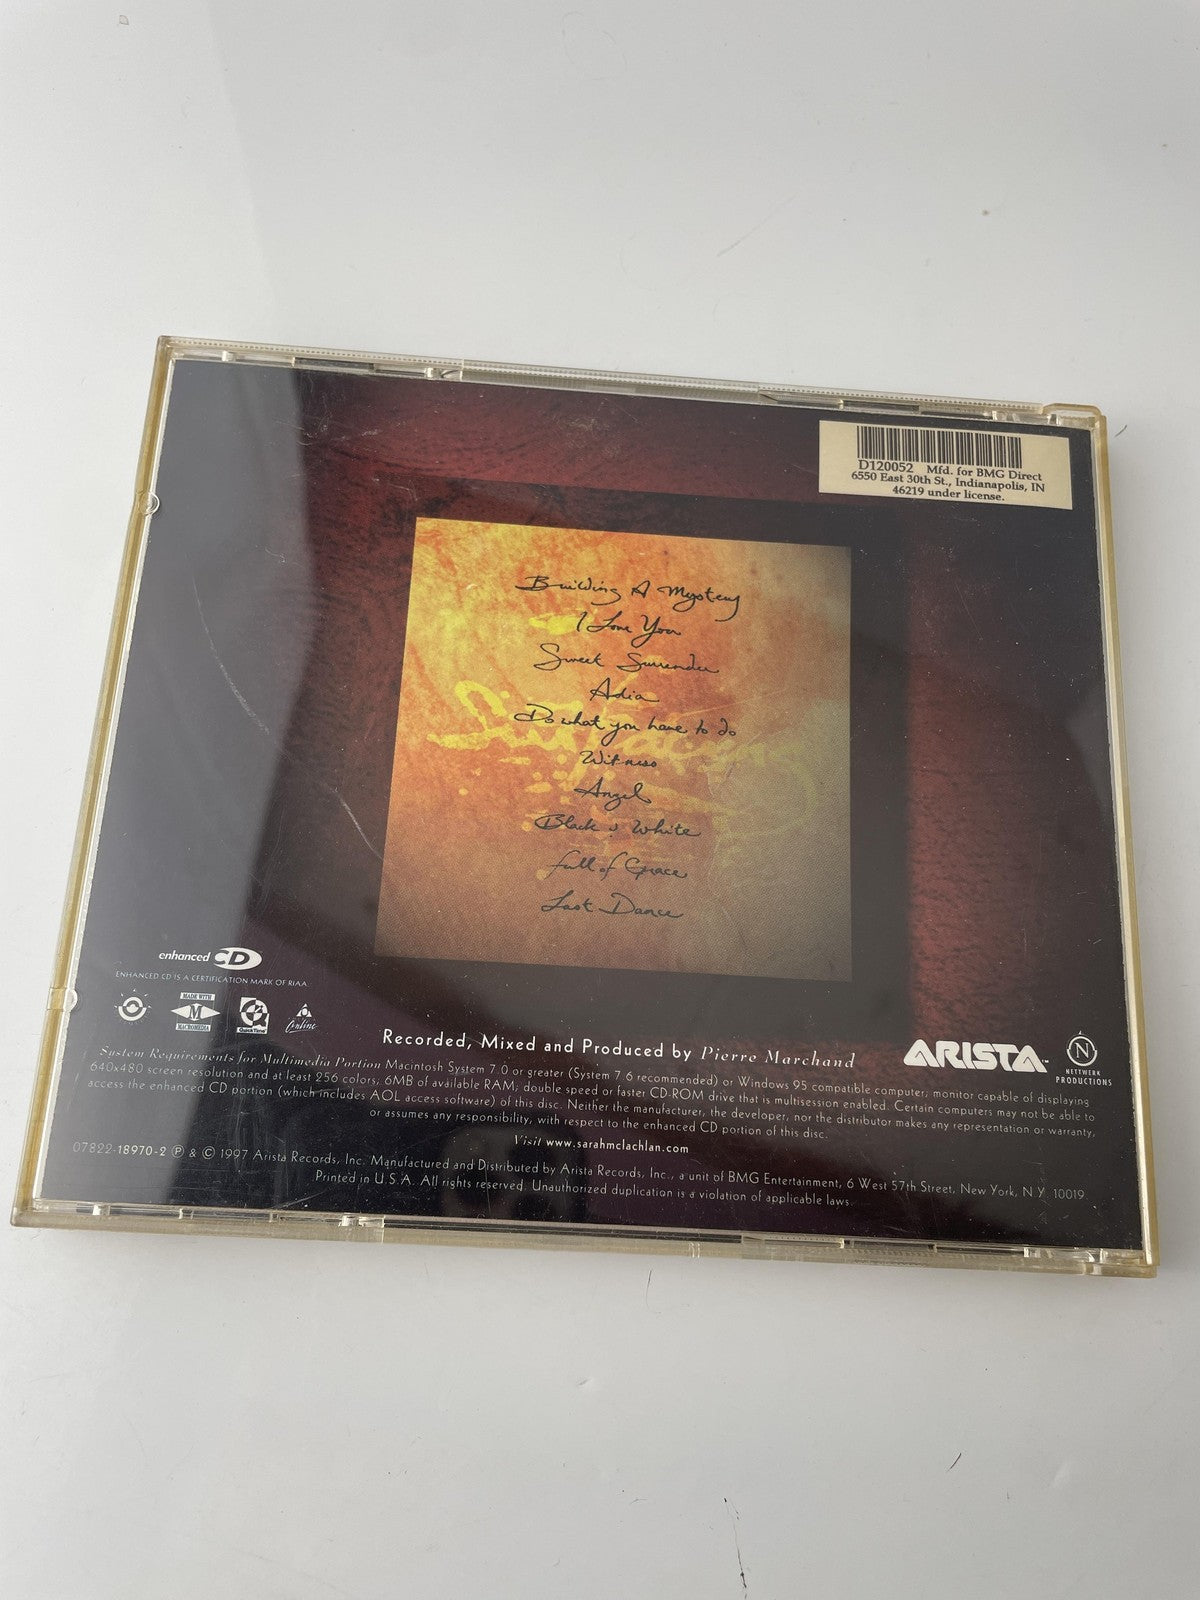 D120052 Mfd. for BMG Direct
6550 East 30th St., Indianapolis, IN
46219 under license.
Building A Mystery
I Love You
Sweet Surrender
Adia
Do what you have to do
Witness
Angel
Black & White
Full of Grace
Last Dance
Surfacing
enhanced CD
ENHANCED CD IS A CERTIFICATION MARK OF RIAA
MADE WITH
M
MACROMEDIA
QuickTime
Online
Recorded, Mixed and Produced by Pierre Marchand
ARISTA™
N
NETTWERK
PRODUCTIONS
System Requirements for Multimedia Portion Macintosh System 7.0 or greater (System 7.6 recommended) or Windows 95 compatible computer, monitor capable of displaying
640x480 screen resolution and at least 256 colors; 6MB of available RAM; double speed or faster CD-ROM drive that is multisession enabled. Certain computers may not be able to
access the enhanced CD portion (which includes AOL access software) of this disc. Neither the manufacturer, the developer, nor the distributor makes any representation or warranty,
or assumes any responsibility, with respect to the enhanced CD portion of this disc.
Visit www.sarahmclachlan.com
07822-18970-2 ℗ & © 1997 Arista Records, Inc. Manufactured and Distributed by Arista Records, Inc., a unit of BMG Entertainment, 6 West 57th Street, New York, N.Y. 10019.
Printed in U.S.A. All rights reserved. Unauthorized duplication is a violation of applicable laws.